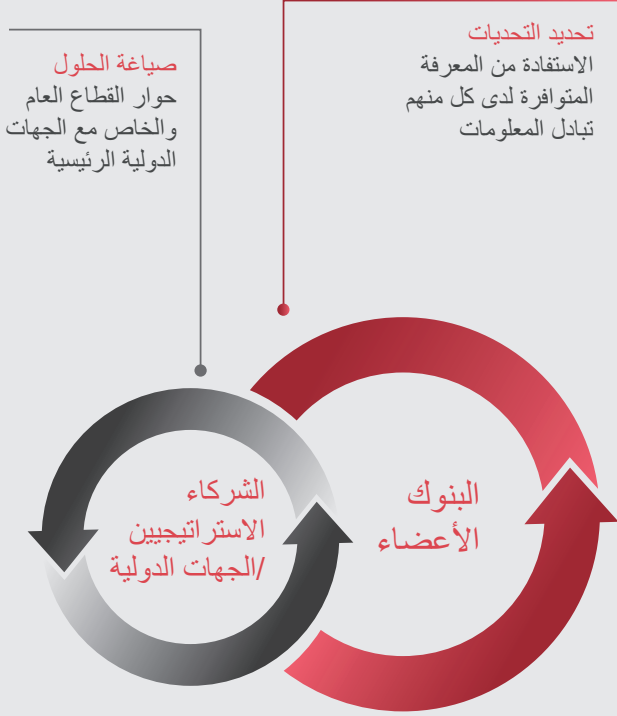 تحديد التحديات
الاستفادة من المعرفة
المتوافرة لدى كل منهم
تبادل المعلومات
صياغة الحلول
حوار القطاع العام
والخاص مع الجهات
الدولية الرئيسية
البنوك
الأعضاء
الشركاء
الاستراتيجيين
/الجهات الدولية